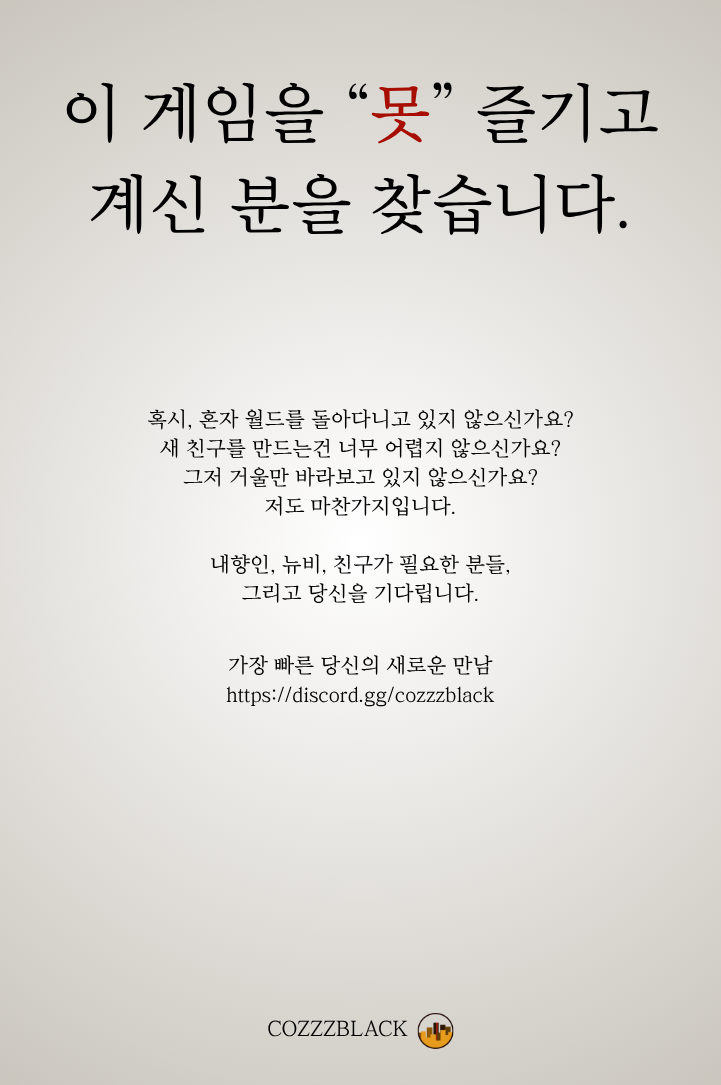 이 게임을 “못” 즐기고
계신 분을 찾습니다.
혹시, 혼자 월드를 돌아다니고 있지 않으신가요?
새 친구를 만드는건 너무 어렵지 않으신가요?
그저 거울만 바라보고 있지 않으신가요?
저도 마찬가지입니다.
내향인, 뉴비, 친구가 필요한 분들,
그리고 당신을 기다립니다.
가장 빠른 당신의 새로운 만남
https://discord.gg/cozzzblack
COZZZBLACK